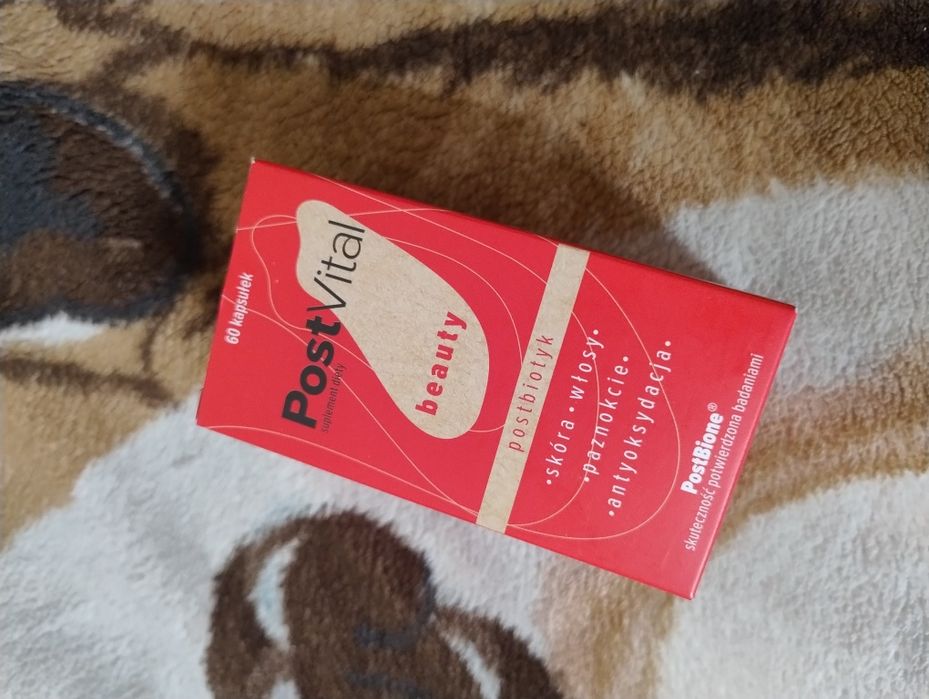 60 kapsułek
PostVital
suplement diety
beauty
postbiotyk
•skóra•włosy•
•paznokcie•
•antyoksydacja•
PostBione®
skuteczność potwierdzona badaniami